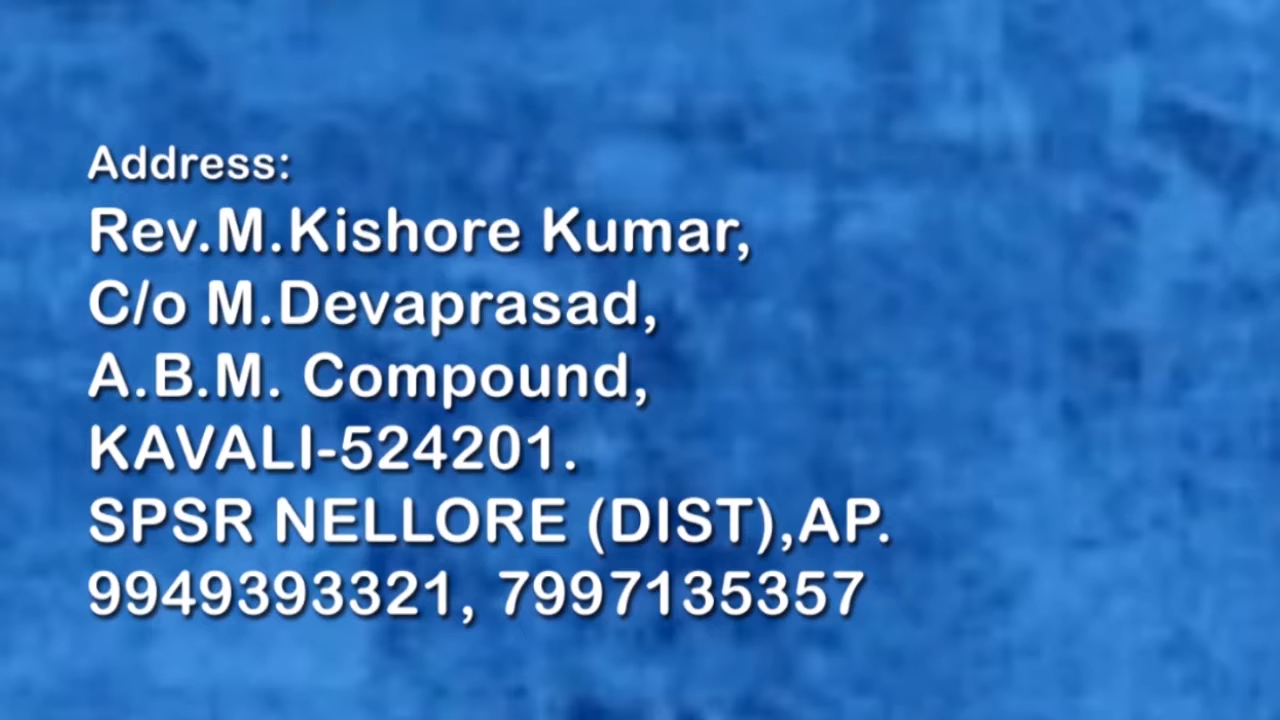 Address:
Rev.M.Kishore Kumar,
C/o M.Devaprasad,
A.B.M. Compound,
KAVALI-524201.
SPSR NELLORE (DIST),AP.
9949393321, 7997135357